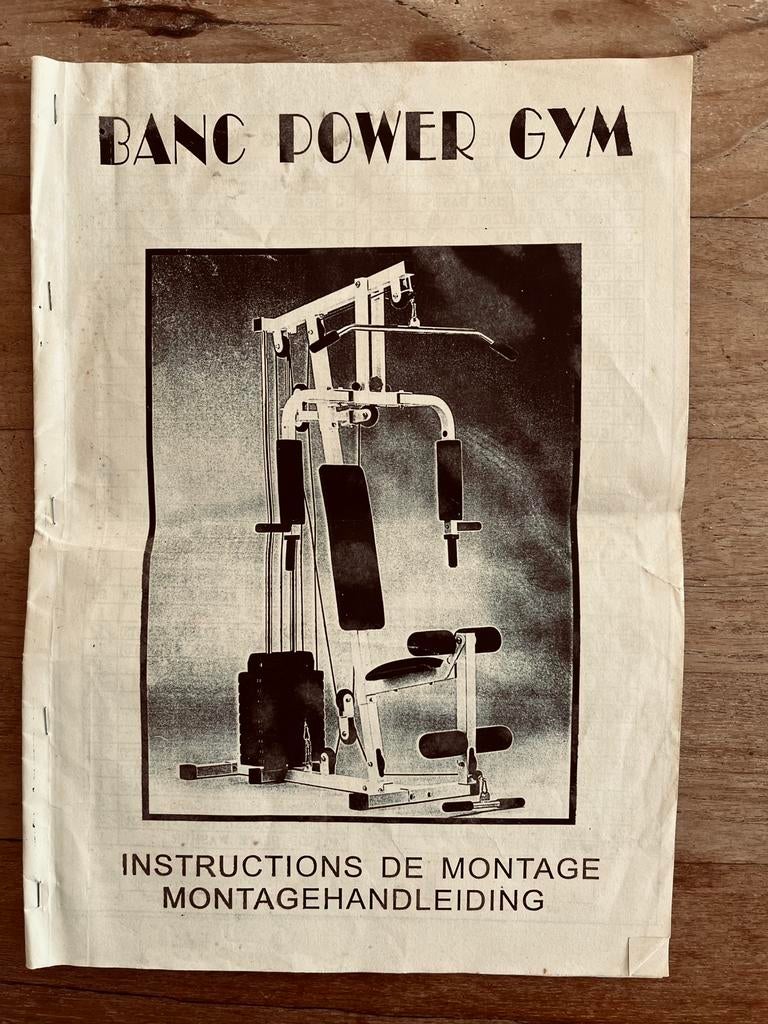 BANC POWER GYM
INSTRUCTIONS DE MONTAGE
MONTAGEHANDLEIDING